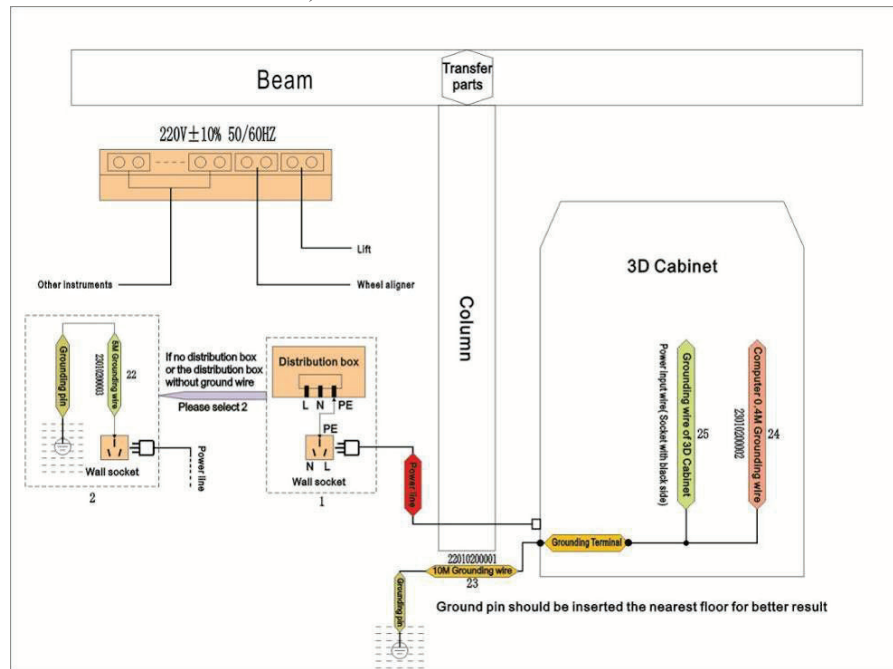 Beam
Transfer
parts
220V±10% 50/60HZ
Lift
Other instruments
Wheel aligner
3D Cabinet
Column
Grounding pin
5M Grounding wire
23010200003
22
Wall socket
Power line
2
If no distribution box
or the distribution box
without ground wire
Please select 2
Distribution box
L N PE
PE
N L
Wall socket
1
Power line
Power input wire( Socket with black side)
Grounding wire of 3D Cabinet
25
Computer 0.4M Grounding wire
23010200002
24
Grounding Terminal
22010200001
10M Grounding wire
23
Grounding pin
Ground pin should be inserted the nearest floor for better result